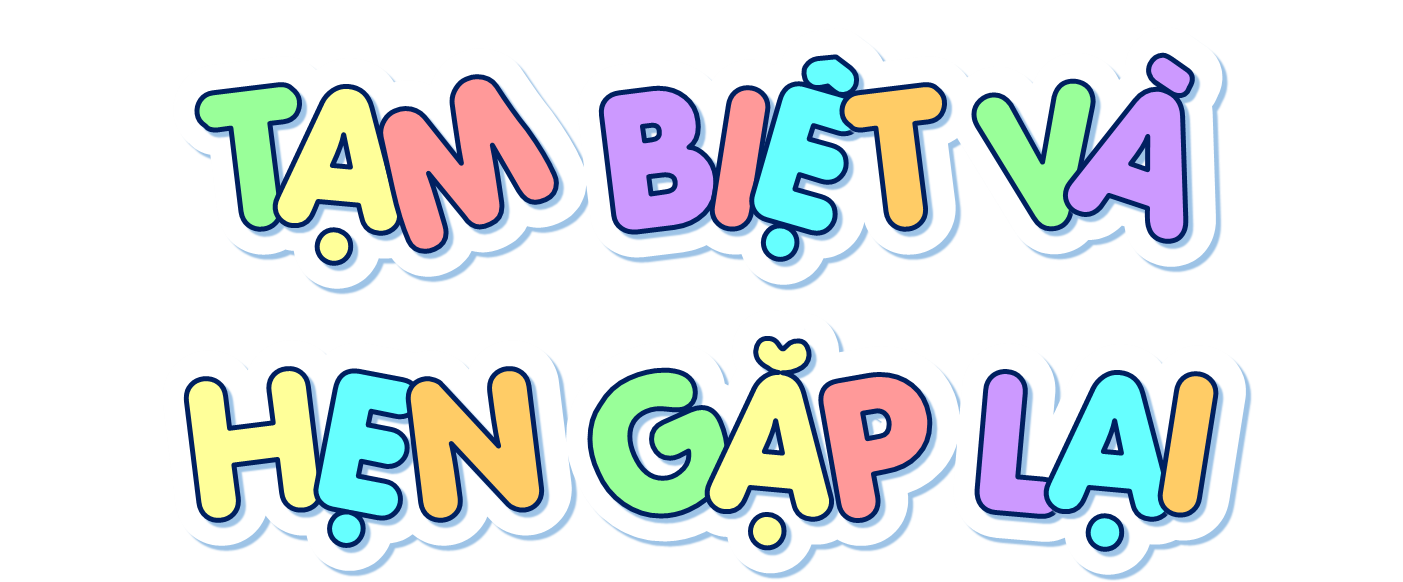 TẠM BIỆT VÀ
HẸN GẶP LẠI